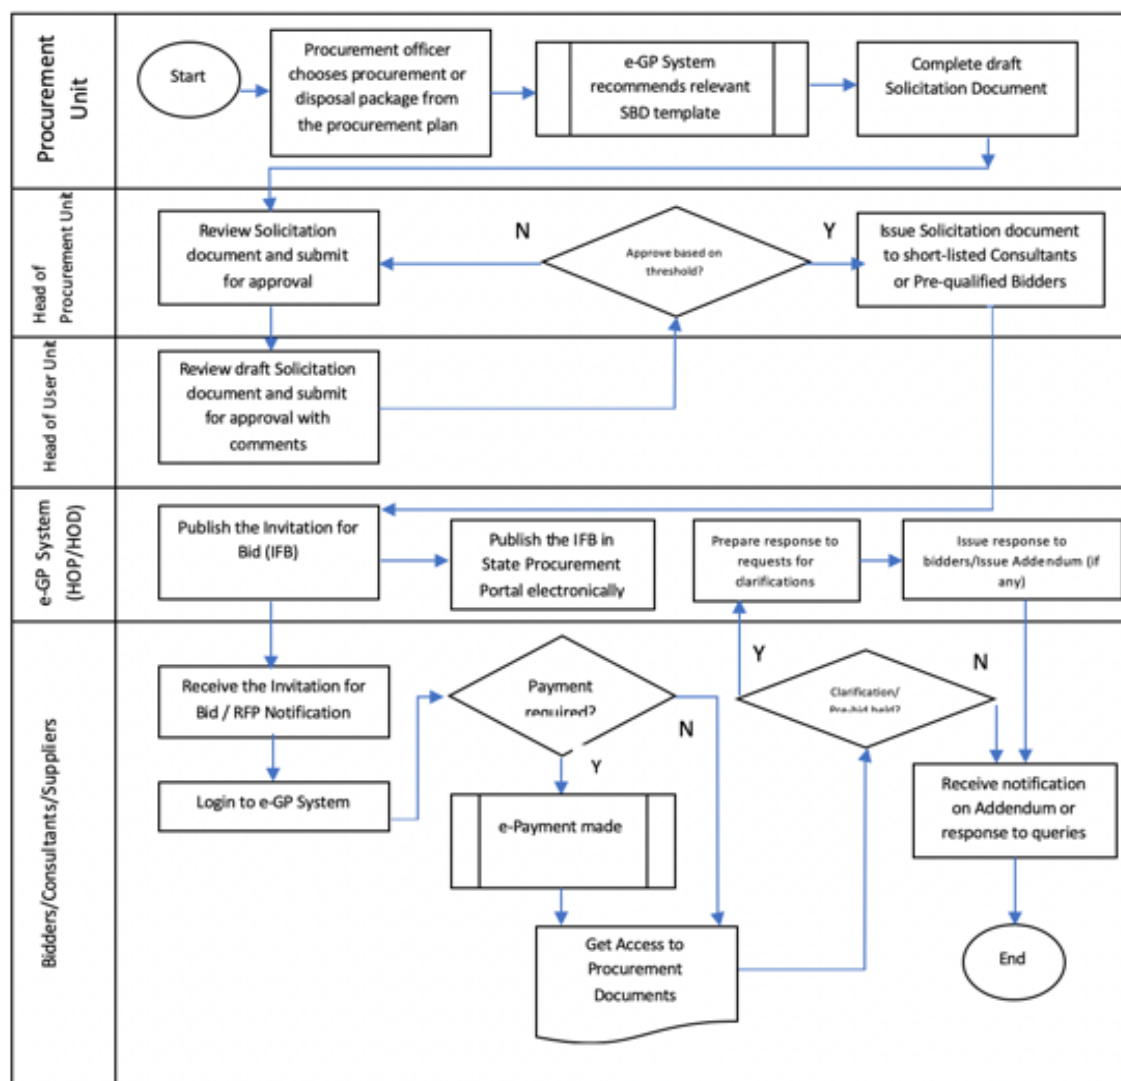 Procurement
Unit
Start
Procurement officer
chooses procurement or
disposal package from
the procurement plan
e-GP System
recommends relevant
SBD template
Complete draft
Solicitation Document
Head of
Procurement Unit
Review Solicitation
document and submit
for approval
N
Approve based on
threshold?
Y
Issue Solicitation document
to short-listed Consultants
or Pre-qualified Bidders
Head of User Unit
Review draft Solicitation
document and submit
for approval with
comments
e-GP System
(HOP/HOD)
Publish the Invitation for
Bid (IFB)
Publish the IFB in
State Procurement
Portal electronically
Prepare response to
requests for
clarifications
Issue response to
bidders/Issue Addendum (if
any)
Bidders/Consultants/Suppliers
Receive the Invitation for
Bid / RFP Notification
Login to e-GP System
Payment
required?
N
Y
e-Payment made
Get Access to
Procurement
Documents
Y
Clarification/
Pre-bid held?
N
Receive notification
on Addendum or
response to queries
End